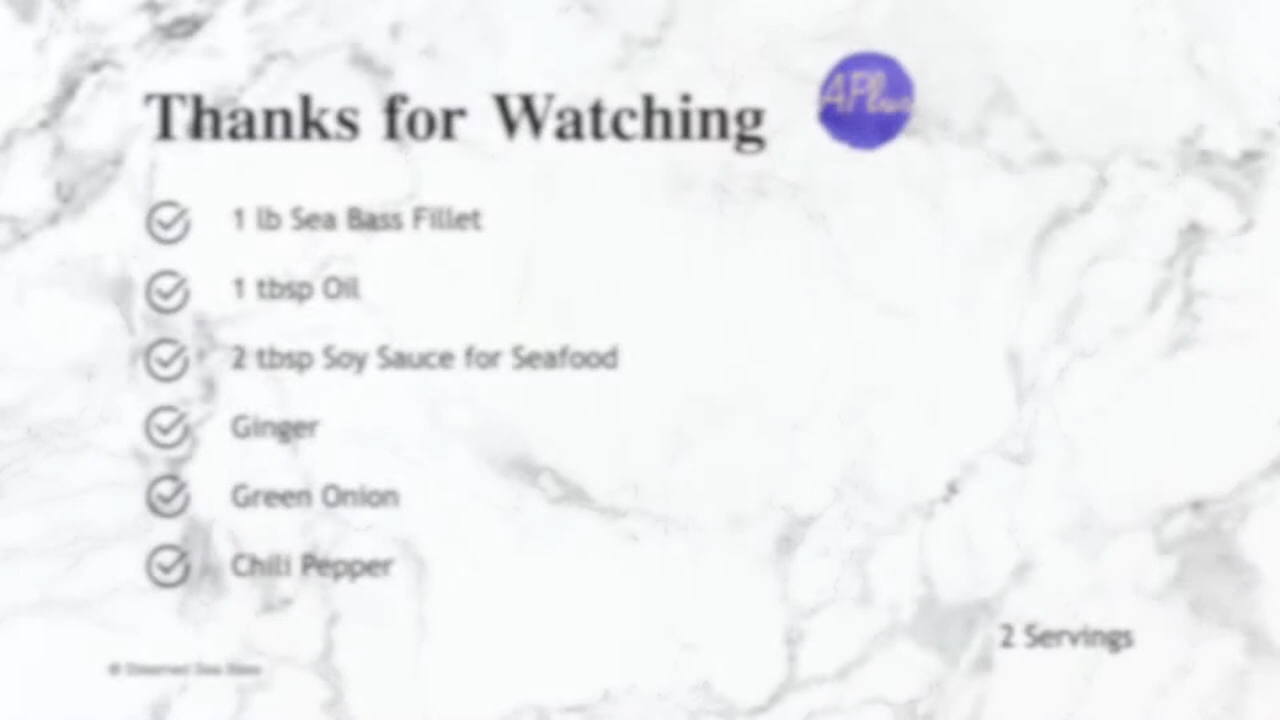 Thanks for Watching
APlus
1 lb Sea Bass Fillet
1 tbsp Oil
2 tbsp Soy Sauce for Seafood
Ginger
Green Onion
Chili Pepper
2 Servings